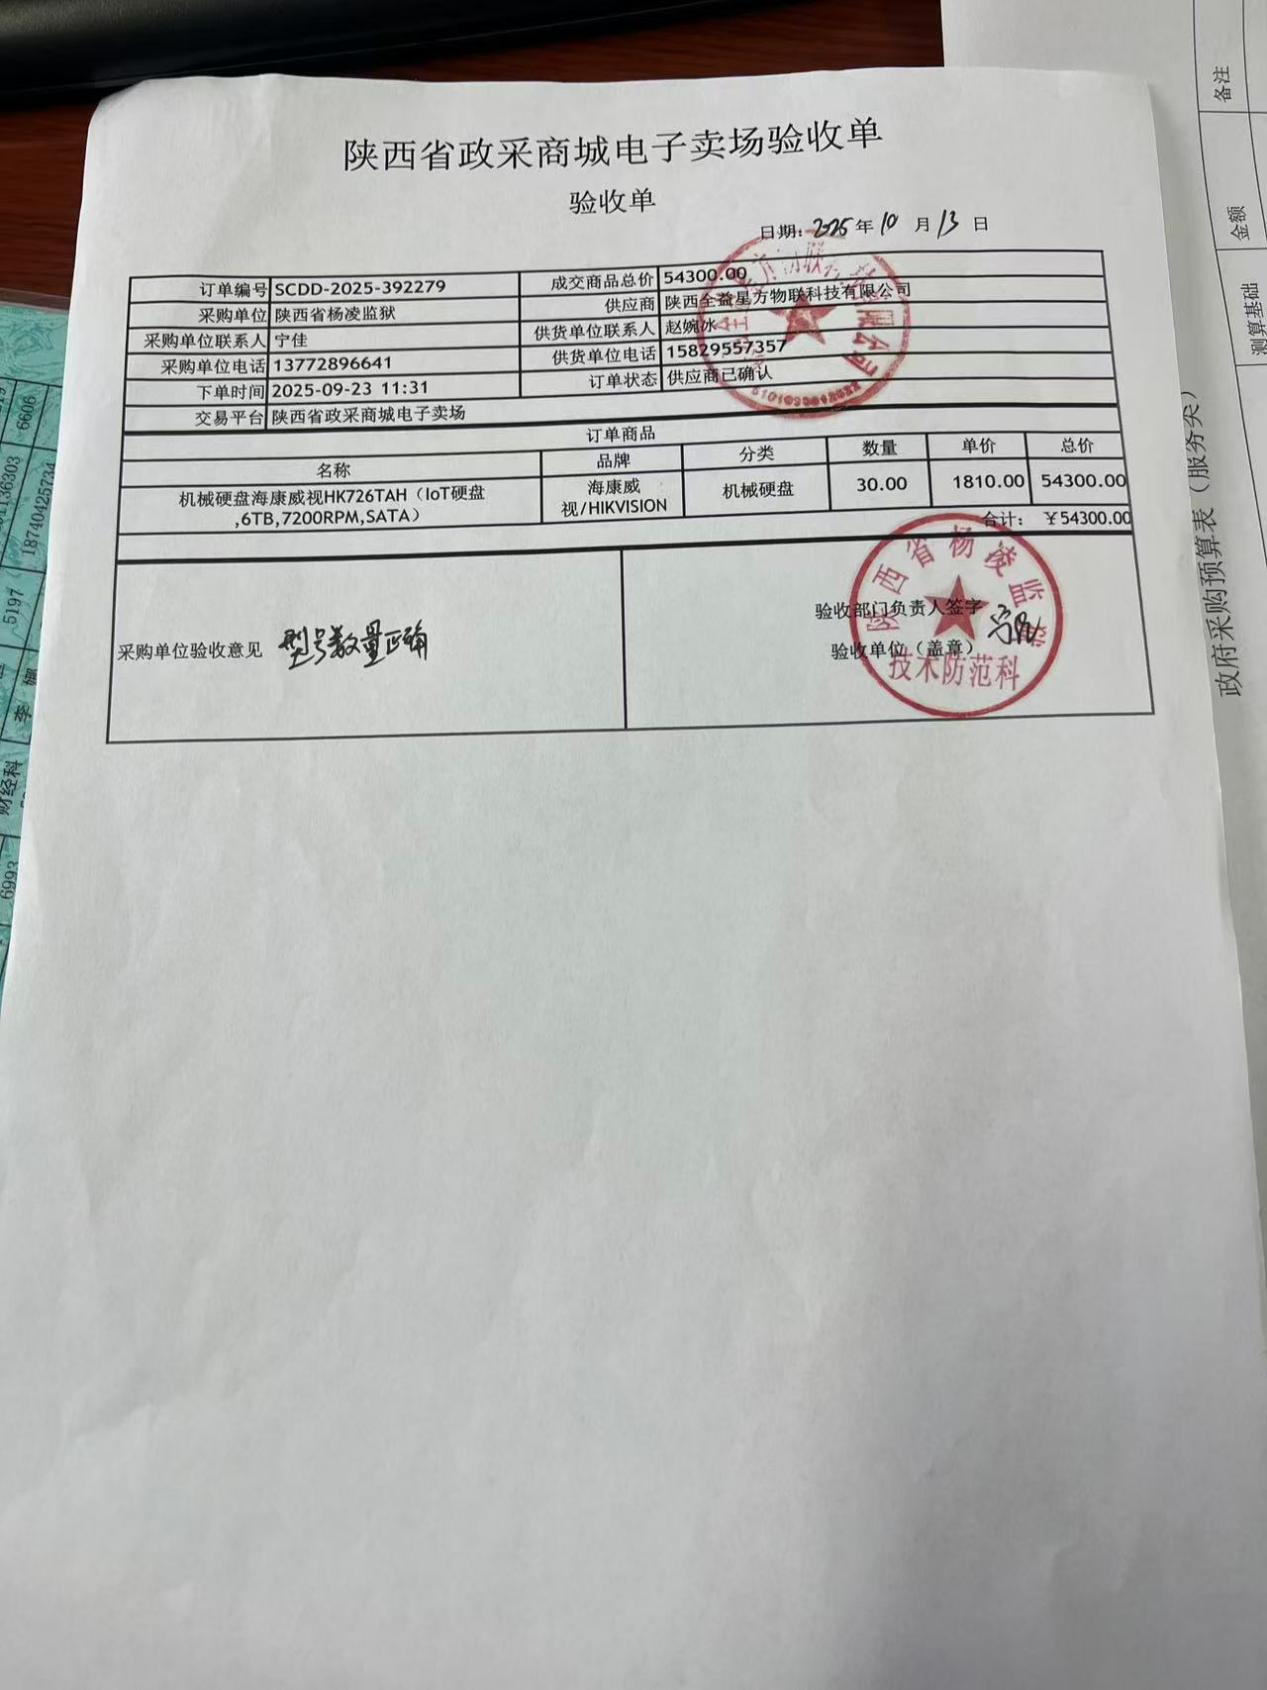 陕西省政采商城电子卖场验收单
验收单
日期：2025年10月13日
订单编号 SCDD-2025-392279 成交商品总价 54300.00
采购单位 陕西省杨凌监狱 供应商 陕西全益星方物联科技有限公司
采购单位联系人 宁佳 供货单位联系人 赵婉冰
采购单位电话 13772896641 供货单位电话 15829557357
下单时间 2025-09-23 11:31 订单状态 供应商已确认
交易平台 陕西省政采商城电子卖场
订单商品
名称 品牌 分类 数量 单价 总价
机械硬盘海康威视HK726TAH（IoT硬盘
,6TB,7200RPM,SATA）
海康威
视/HIKVISION
机械硬盘 30.00 1810.00 54300.00
合计： ￥54300.00
采购单位验收意见 型号数量正确
验收部门负责人签字
验收单位（盖章）
陕西省杨凌监狱
技术防范科
备注
金额
测算基础
政府采购预算表（服务类）
6606
18740425734
5197
李
财经科
6993